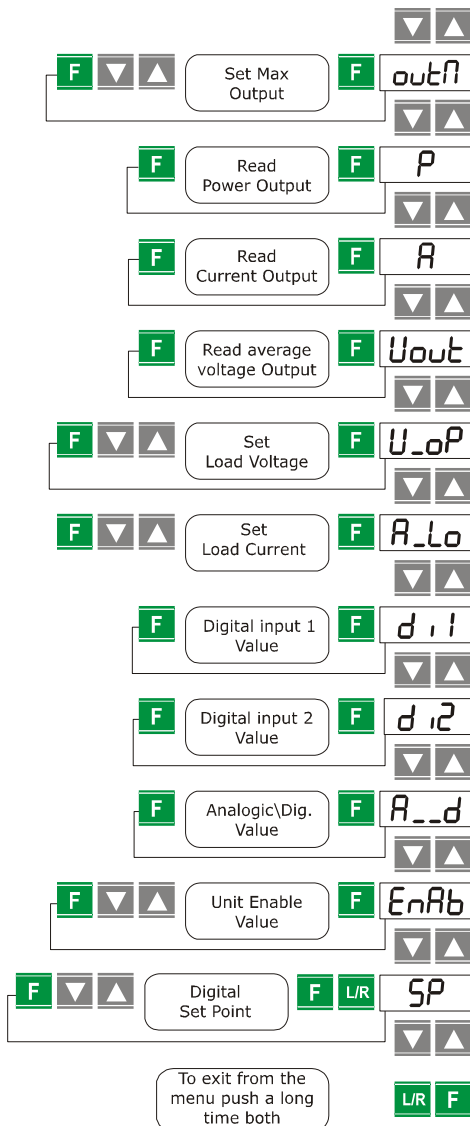 F Set Max F outM
Output
F Read F P
Power Output
F Read F A
Current Output
F Read average F Uout
voltage Output
F Set F U_oP
Load Voltage
F Set F A_Lo
Load Current
F Digital input 1 F di1
Value
F Digital input 2 F di2
Value
F Analogic\Dig. F A__d
Value
F Unit Enable F EnAb
Value
F Digital F L/R SP
Set Point
To exit from the
menu push a long L/R F
time both